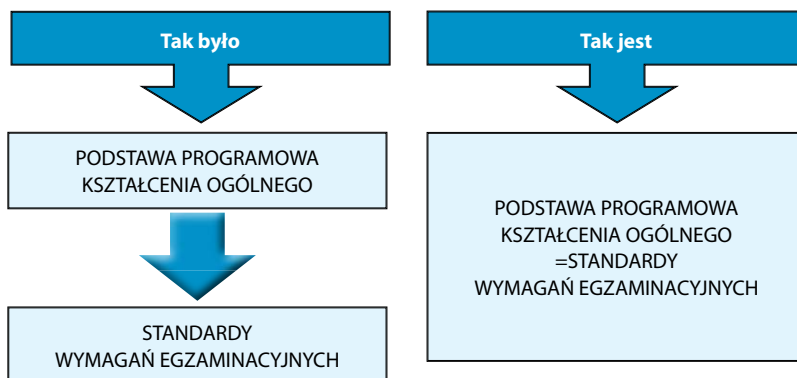 Tak było
PODSTAWA PROGRAMOWA
KSZTAŁCENIA OGÓLNEGO
STANDARDY
WYMAGAŃ EGZAMINACYJNYCH
Tak jest
PODSTAWA PROGRAMOWA
KSZTAŁCENIA OGÓLNEGO
=STANDARDY
WYMAGAŃ EGZAMINACYJNYCH